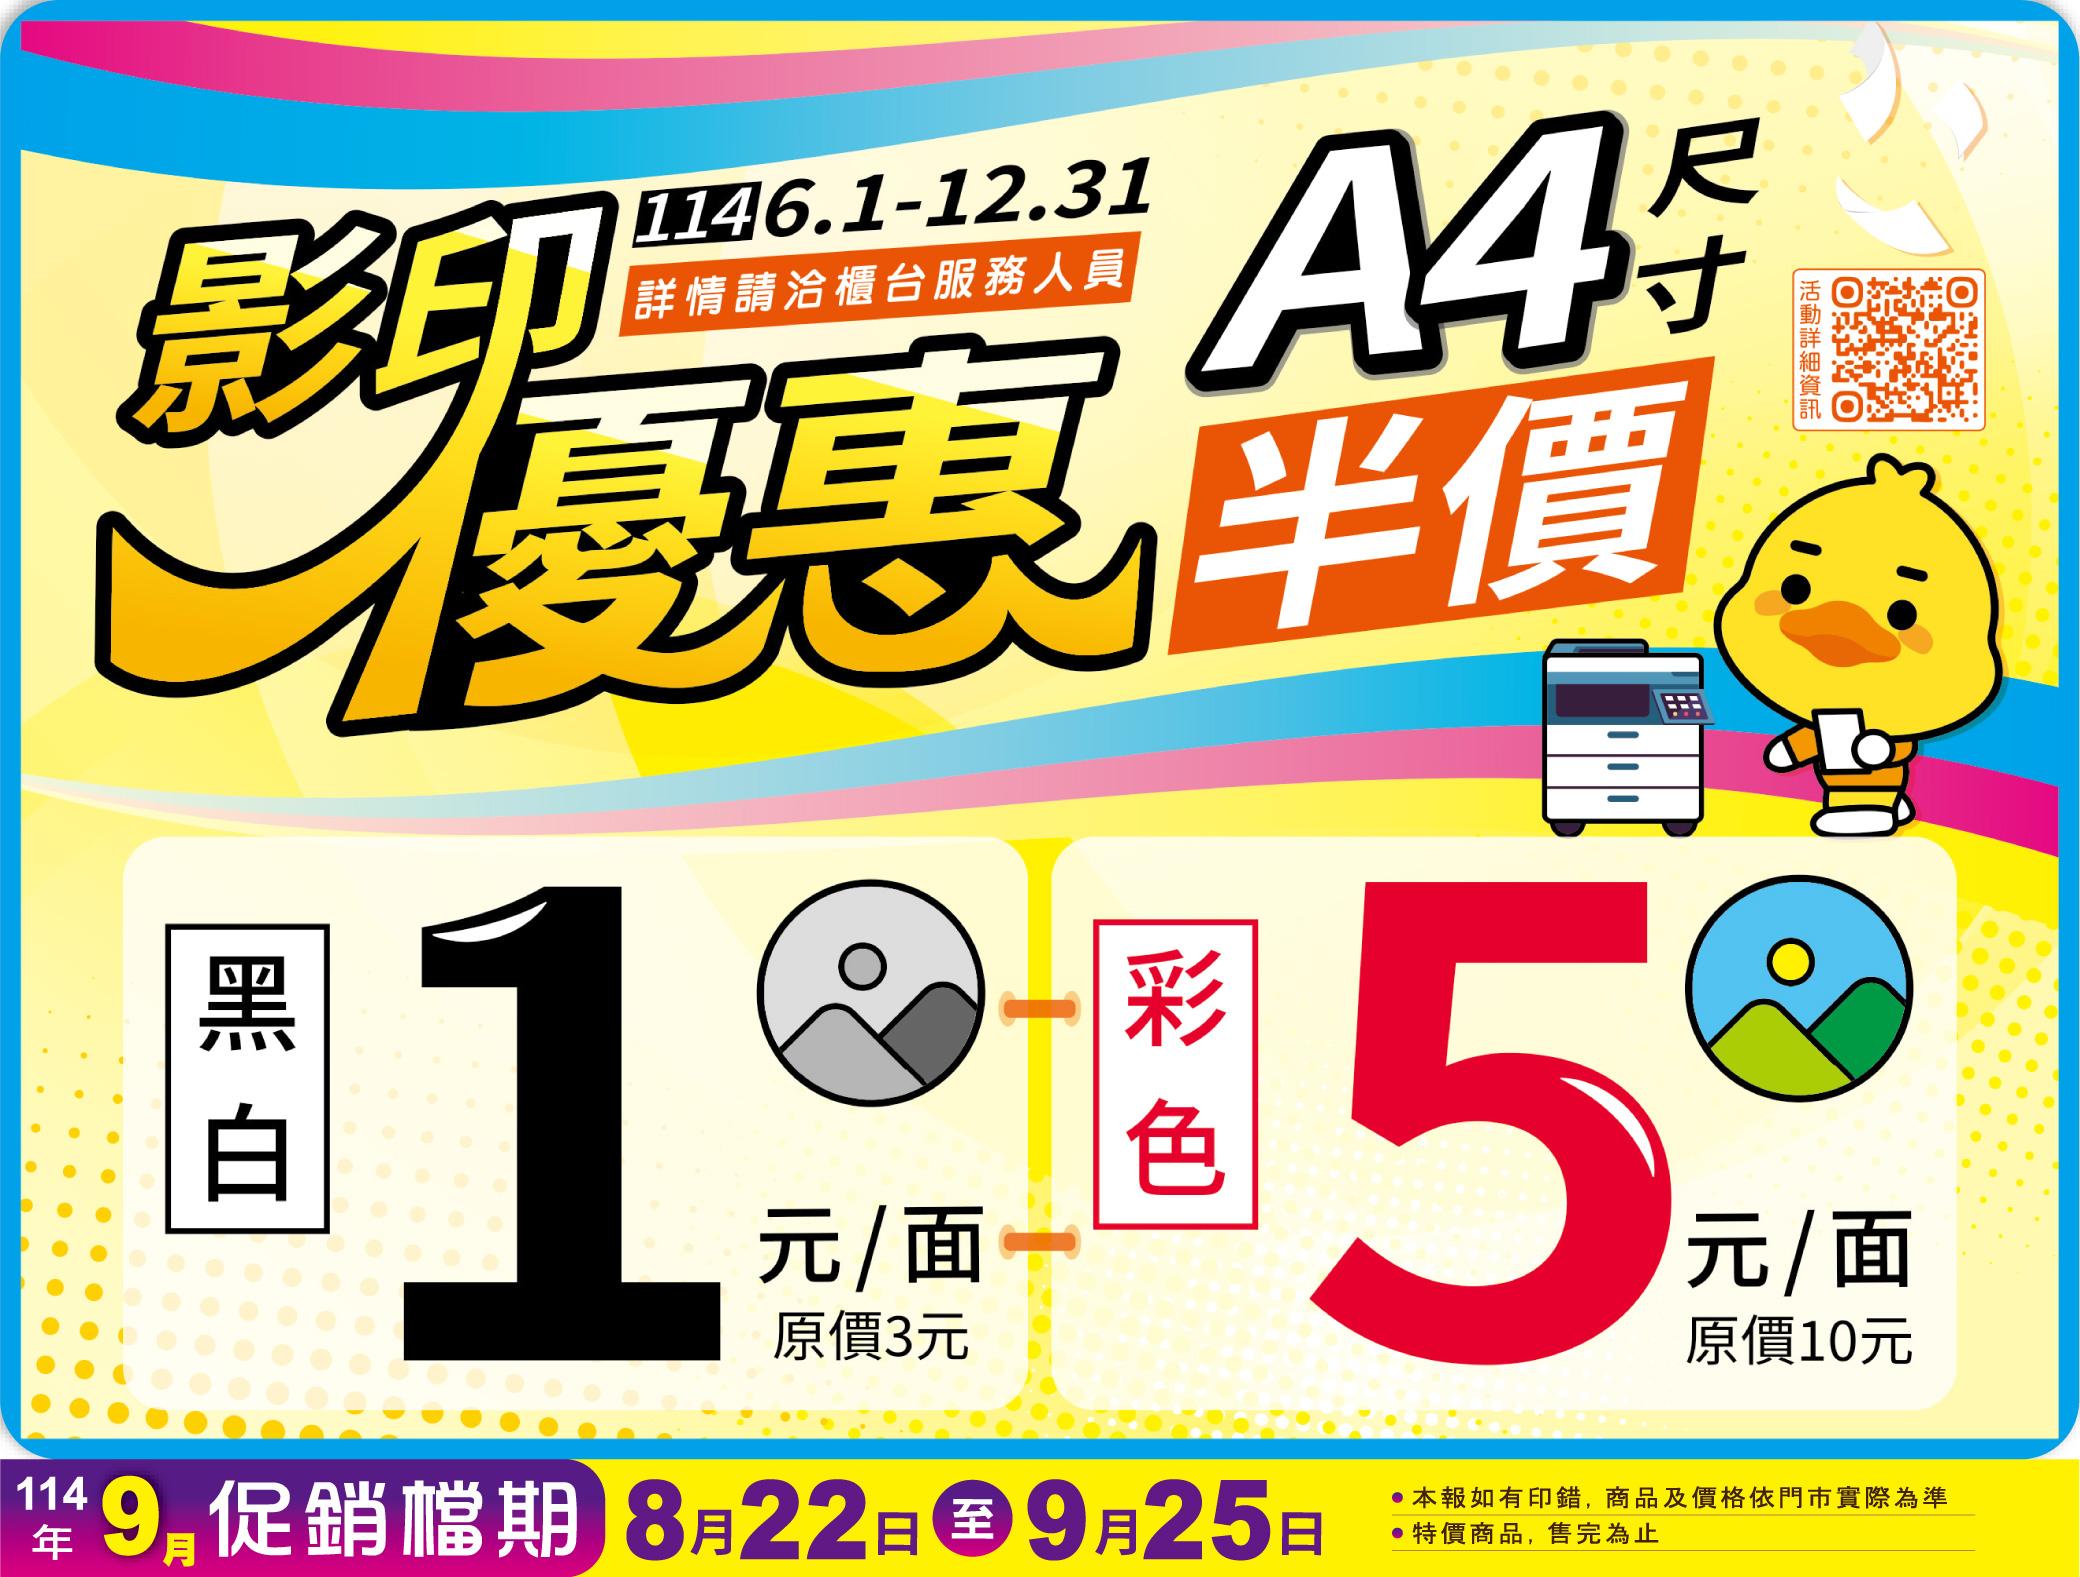 影印
優惠
114 6.1-12.31
詳情請洽櫃台服務人員
A4尺寸
半價
活動詳細資訊
黑白
1
元/面
原價3元
彩色
5
元/面
原價10元
114年9月促銷檔期
8月22日至9月25日
•本報如有印錯, 商品及價格依門市實際為準
•特價商品, 售完為止